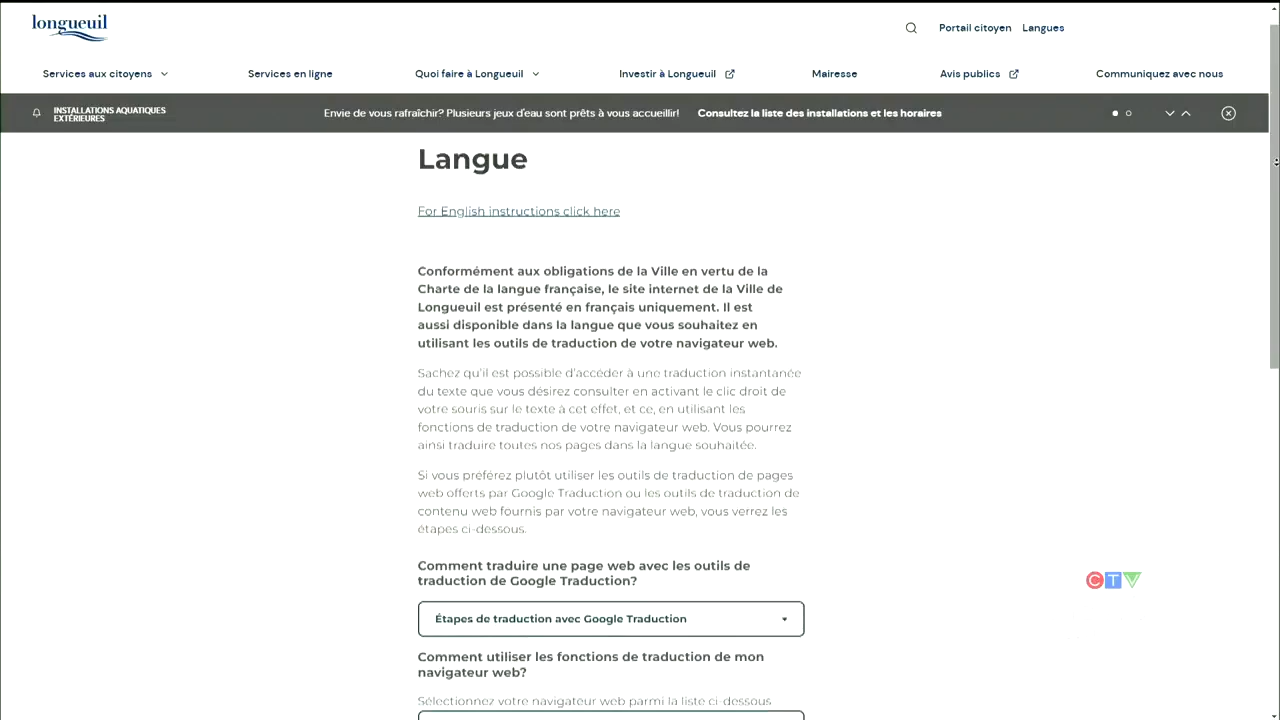 longueuil
Portail citoyen Langues
Services aux citoyens Services en ligne Quoi faire à Longueuil Investir à Longueuil Mairesse Avis publics Communiquez avec nous
INSTALLATIONS AQUATIQUES
EXTÉRIEURES
Envie de vous rafraîchir? Plusieurs jeux d'eau sont prêts à vous accueillir! Consultez la liste des installations et les horaires
Langue
For English instructions click here
Conformément aux obligations de la Ville en vertu de la
Charte de la langue française, le site internet de la Ville de
Longueuil est présenté en français uniquement. Il est
aussi disponible dans la langue que vous souhaitez en
utilisant les outils de traduction de votre navigateur web.
Sachez qu'il est possible d'accéder à une traduction instantanée
du texte que vous désirez consulter en activant le clic droit de
votre souris sur le texte à cet effet, et ce, en utilisant les
fonctions de traduction de votre navigateur web. Vous pourrez
ainsi traduire toutes nos pages dans la langue souhaitée.
Si vous préférez plutôt utiliser les outils de traduction de pages
web offerts par Google Traduction ou les outils de traduction de
contenu web fournis par votre navigateur web, vous verrez les
étapes ci-dessous.
Comment traduire une page web avec les outils de
traduction de Google Traduction?
CTV
Étapes de traduction avec Google Traduction
Comment utiliser les fonctions de traduction de mon
navigateur web?
Sélectionnez votre navigateur web parmi la liste ci-dessous